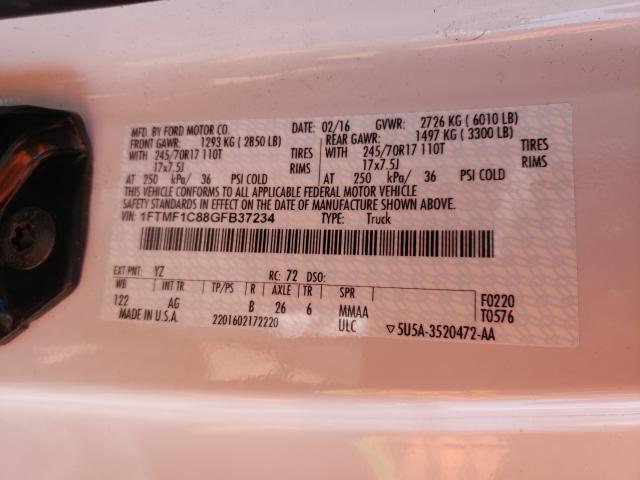 MFD. BY FORD MOTOR CO. DATE: 02/16 GVWR: 2726 KG ( 6010 LB)
FRONT GAWR: 1293 KG ( 2850 LB) REAR GAWR: 1497 KG ( 3300 LB)
WITH 245/70R17 110T TIRES WITH 245/70R17 110T TIRES
17x7.5J RIMS 17x7.5J RIMS
AT 250 kPa/ 36 PSI COLD AT 250 kPa/ 36 PSI COLD
THIS VEHICLE CONFORMS TO ALL APPLICABLE FEDERAL MOTOR VEHICLE
SAFETY STANDARDS IN EFFECT ON THE DATE OF MANUFACTURE SHOWN ABOVE.
VIN: 1FTMF1C88GFB37234 TYPE: Truck
EXT PNT: YZ RC: 72 DSO:
WB INT TR TP/PS R AXLE TR SPR F0220
122 AG B 26 6 MMAA T0576
MADE IN U.S.A. 2201602172220 ULC ▽5U5A-3520472-AA